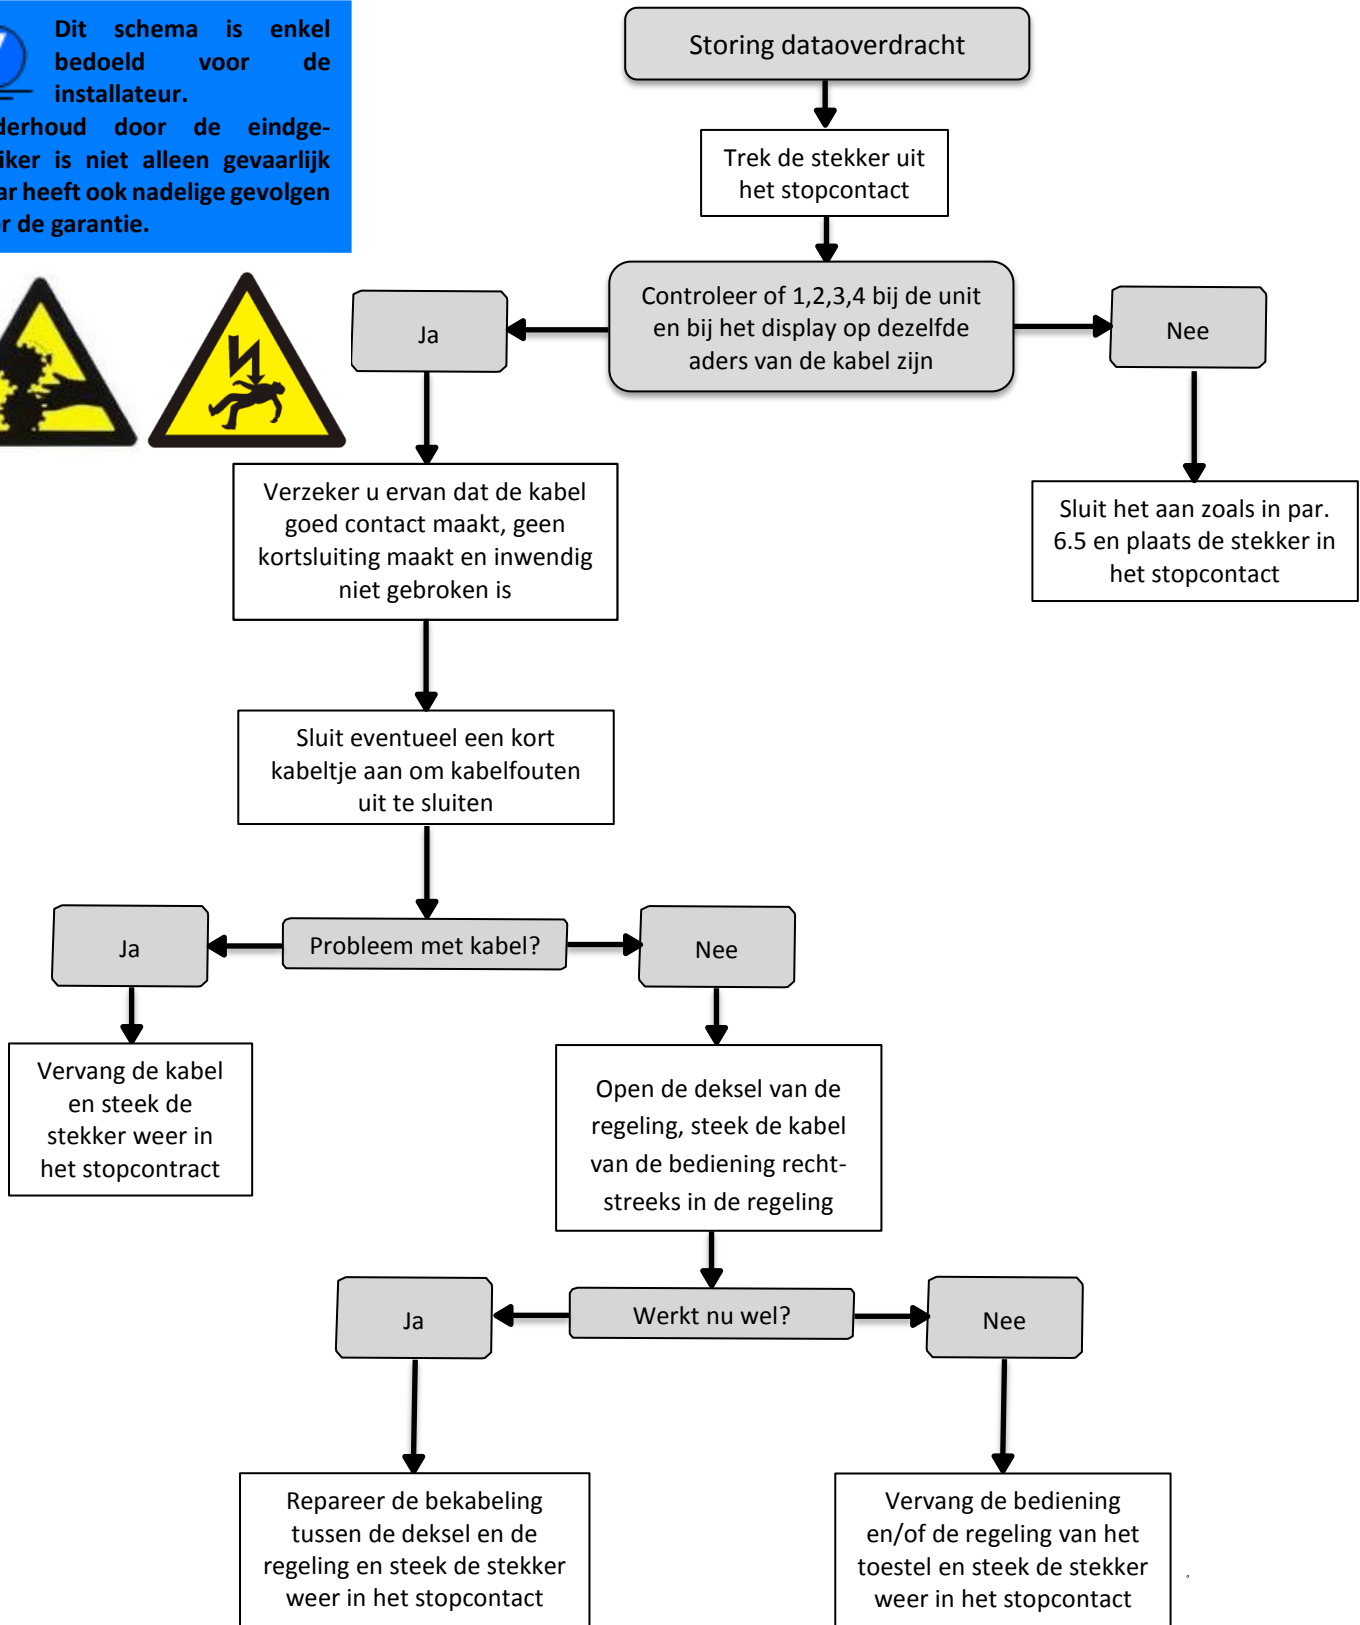 Dit schema is enkel
bedoeld voor de
installateur.
door de eindge-
is niet alleen gevaarlijk
heeft ook nadelige gevolgen
de garantie.
Storing dataoverdracht
Trek de stekker uit
het stopcontact
Controleer of 1,2,3,4 bij de unit
en bij het display op dezelfde
aders van de kabel zijn
Ja
Nee
Verzeker u ervan dat de kabel
goed contact maakt, geen
kortsluiting maakt en inwendig
niet gebroken is
Sluit het aan zoals in par.
6.5 en plaats de stekker in
het stopcontact
Sluit eventueel een kort
kabeltje aan om kabelfouten
uit te sluiten
Ja
Probleem met kabel?
Nee
Vervang de kabel
en steek de
stekker weer in
het stopcontract
Open de deksel van de
regeling, steek de kabel
van de bediening recht-
streeks in de regeling
Ja
Werkt nu wel?
Nee
Repareer de bekabeling
tussen de deksel en de
regeling en steek de stekker
weer in het stopcontact
Vervang de bediening
en/of de regeling van het
toestel en steek de stekker
weer in het stopcontact